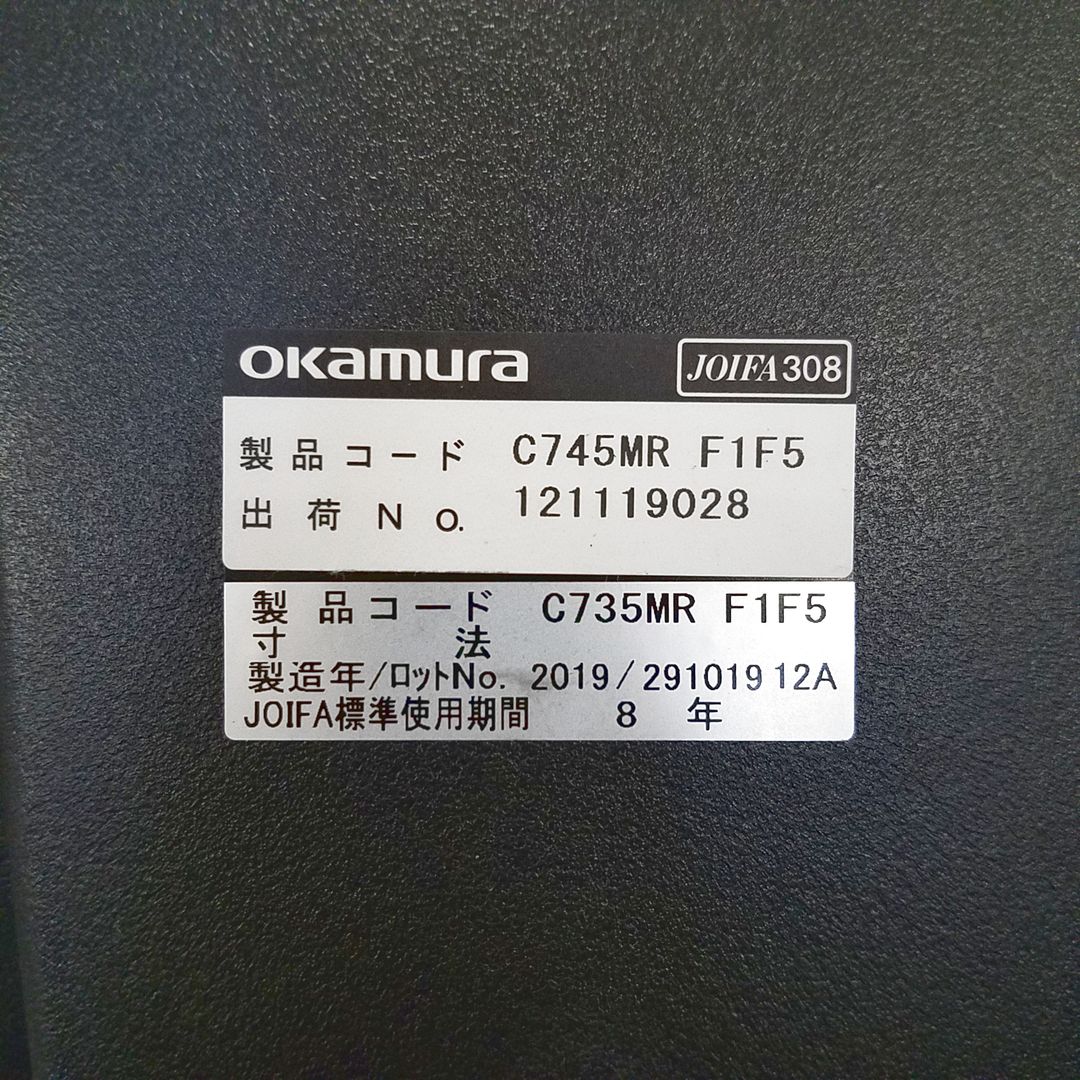 okamura JOIFA308
製品コード C745MR F1F5
出荷No. 121119028
製品コード C735MR F1F5
寸法
製造年/ロットNo. 2019/291019 12A
JOIFA標準使用期間 8 年